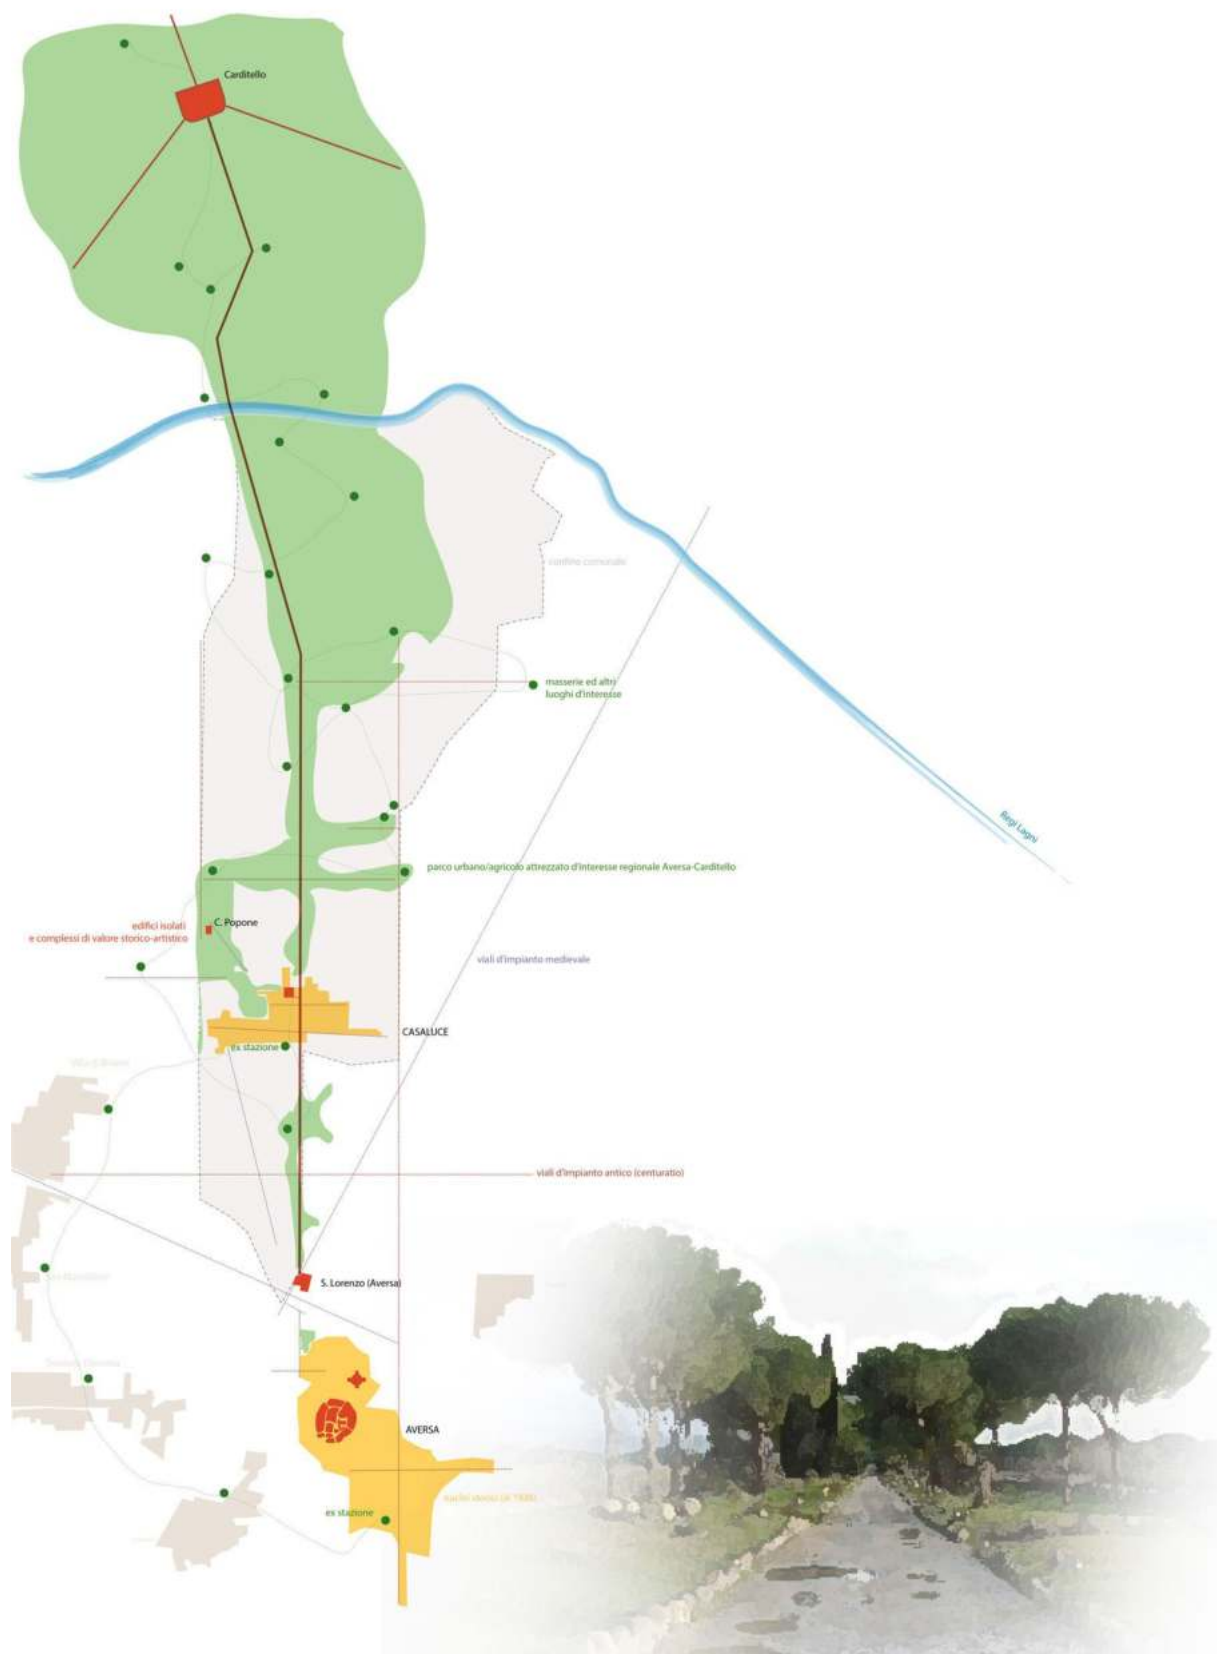 Carditello
confine comunale
masserie ed altri
luoghi d'interesse
Regi Lagni
parco urbano/agricolo attrezzato d'interesse regionale Aversa-Carditello
edifici isolati
e complessi di valore storico-artistico
C. Popone
viali d'impianto medievale
CASALUCE
ex stazione
viali d'impianto antico (centuratio)
S. Lorenzo (Aversa)
AVERSA
ex stazione